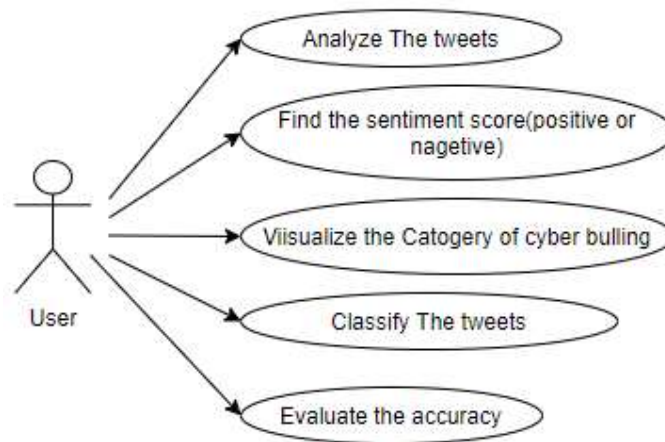 Analyze The tweets
Find the sentiment score(positive or
nagetive)
Viisualize the Catogery of cyber bulling
User
Classify The tweets
Evaluate the accuracy